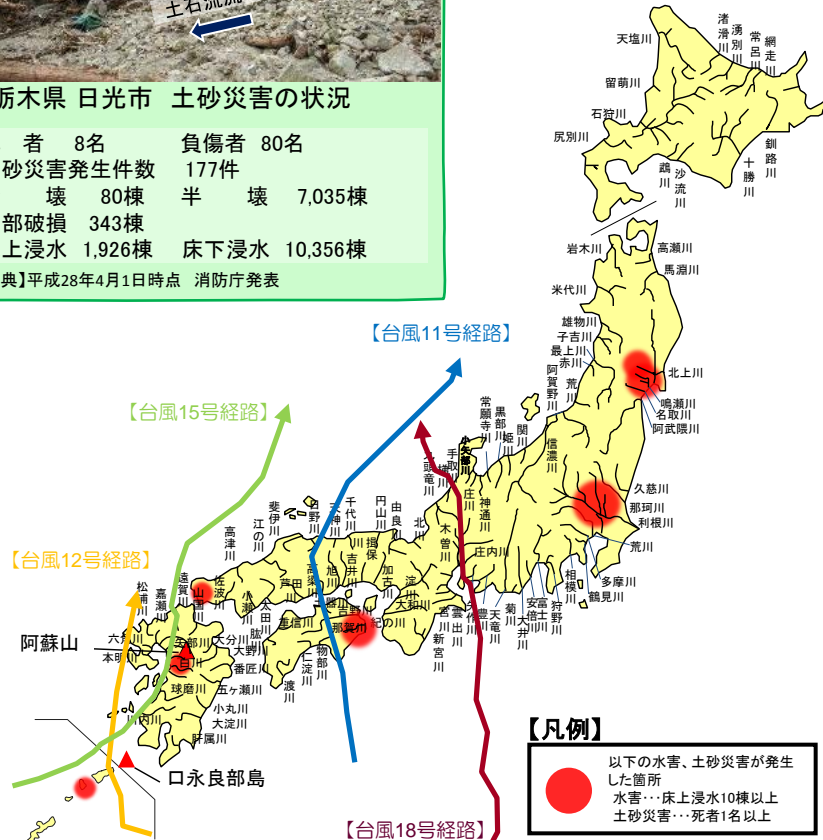 土石流流
栃木県 日光市 土砂災害の状況
者 8名 負傷者 80名
砂災害発生件数 177件
壊 80棟 半 壊 7,035棟
部破損 343棟
上浸水 1,926棟 床下浸水 10,356棟
典】平成28年4月1日時点 消防庁発表
天塩川
渚滑川
湧別川
常呂川
網走川
留萌川
石狩川
尻別川
鵡川
沙流川
十勝川
釧路川
岩木川
高瀬川
馬淵川
米代川
雄物川
子吉川
最上川
赤川
北上川
鳴瀬川
名取川
阿武隈川
荒川
阿賀野川
信濃川
関川
姫川
黒部川
常願寺川
小矢部川
手取川
梯川
九頭竜川
庄川
神通川
久慈川
那珂川
利根川
荒川
多摩川
鶴見川
相模川
狩野川
富士川
安倍川
大井川
菊川
天竜川
豊川
矢作川
庄内川
木曽川
雲出川
宮川
新宮川
北川
由良川
円山川
千代川
天神川
日野川
斐伊川
江の川
高津川
淀川
大和川
加古川
揖保川
吉井川
旭川
高梁川
芦田川
太田川
小瀬川
佐波川
紀の川
吉野川
那賀川
物部川
仁淀川
渡川
重信川
肱川
遠賀川
山国川
嘉瀬川
松浦川
六角川
本明川
白川
大分川
大野川
番匠川
五ヶ瀬川
小丸川
大淀川
肝属川
球磨川
川内川
【台風11号経路】
【台風15号経路】
【台風12号経路】
【台風18号経路】
阿蘇山
口永良部島
【凡例】
以下の水害、土砂災害が発生
した箇所
水害･･･床上浸水10棟以上
土砂災害･･･死者1名以上